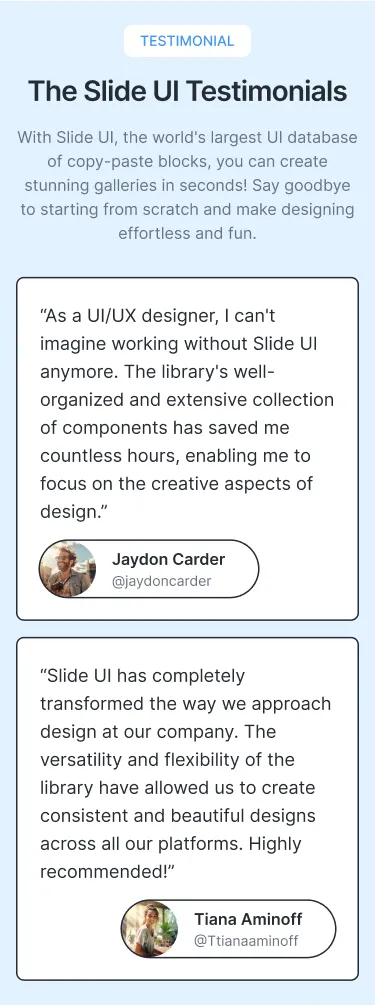 TESTIMONIAL
The Slide UI Testimonials
With Slide UI, the world's largest UI database
of copy-paste blocks, you can create
stunning galleries in seconds! Say goodbye
to starting from scratch and make designing
effortless and fun.
“As a UI/UX designer, I can't
imagine working without Slide UI
anymore. The library's well-
organized and extensive collection
of components has saved me
countless hours, enabling me to
focus on the creative aspects of
design.”
Jaydon Carder
@jaydoncarder
“Slide UI has completely
transformed the way we approach
design at our company. The
versatility and flexibility of the
library have allowed us to create
consistent and beautiful designs
across all our platforms. Highly
recommended!”
Tiana Aminoff
@Ttianaaminoff